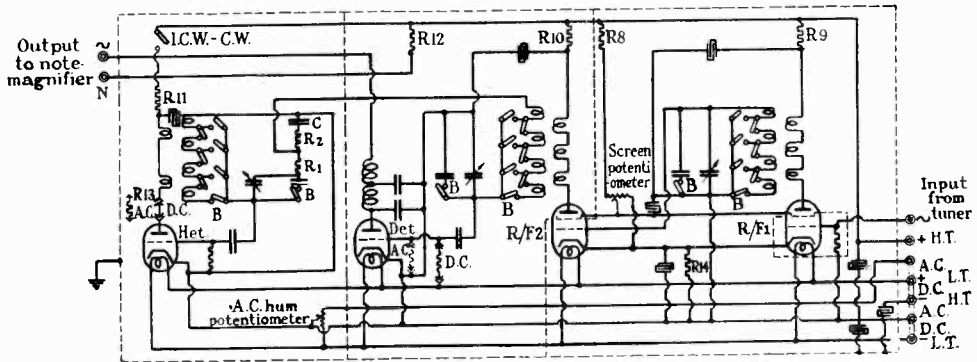 Output
to note-
magnifier
~
N
I.C.W.-C.W.
R12
R10
R8
R9
R11
C
R2
R1
B
B
B
B
B
B
R13
A.C.
D.C.
Het
Det
A.C.
D.C.
R/F2
Screen
potenti-
ometer
R/F1
R14
A.C. hum
potentiometer
Input
from
tuner
~
+ H.T.
A.C.
+ L.T.
D.C.
- H.T
A.C.
D.C.
- L.T.